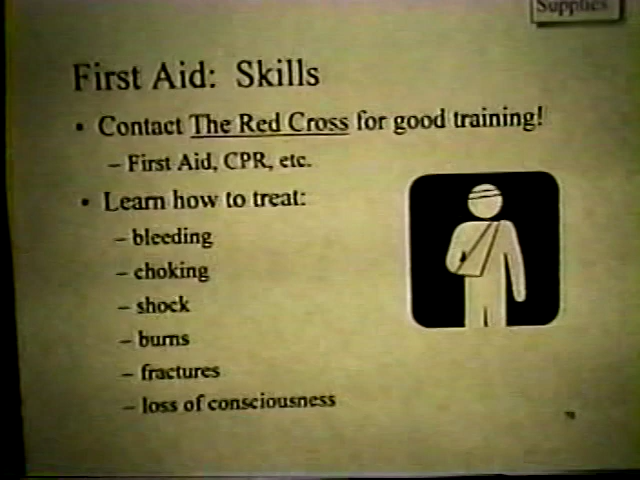 Supplies
First Aid: Skills
• Contact The Red Cross for good training!
– First Aid, CPR, etc.
• Learn how to treat:
– bleeding
– choking
– shock
– burns
– fractures
– loss of consciousness